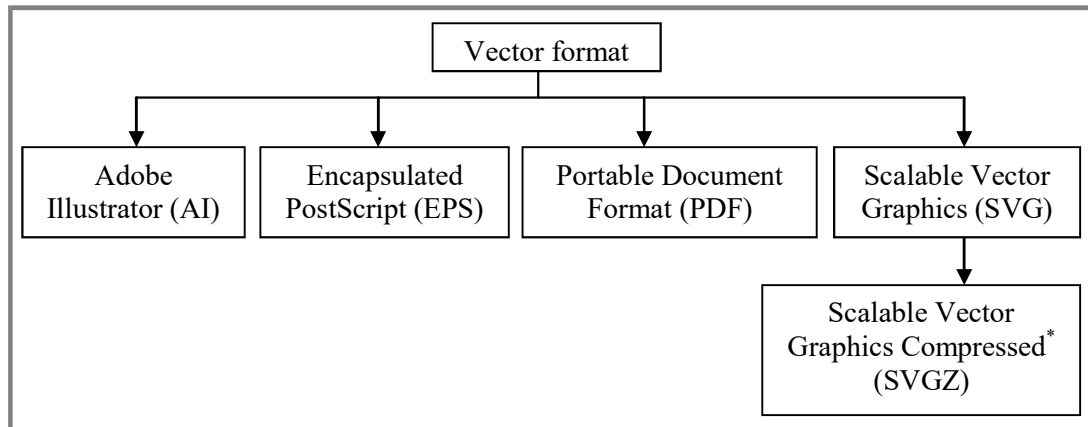 Vector format
Adobe
Illustrator (AI)
Encapsulated
PostScript (EPS)
Portable Document
Format (PDF)
Scalable Vector
Graphics (SVG)
Scalable Vector
Graphics Compressed*
(SVGZ)